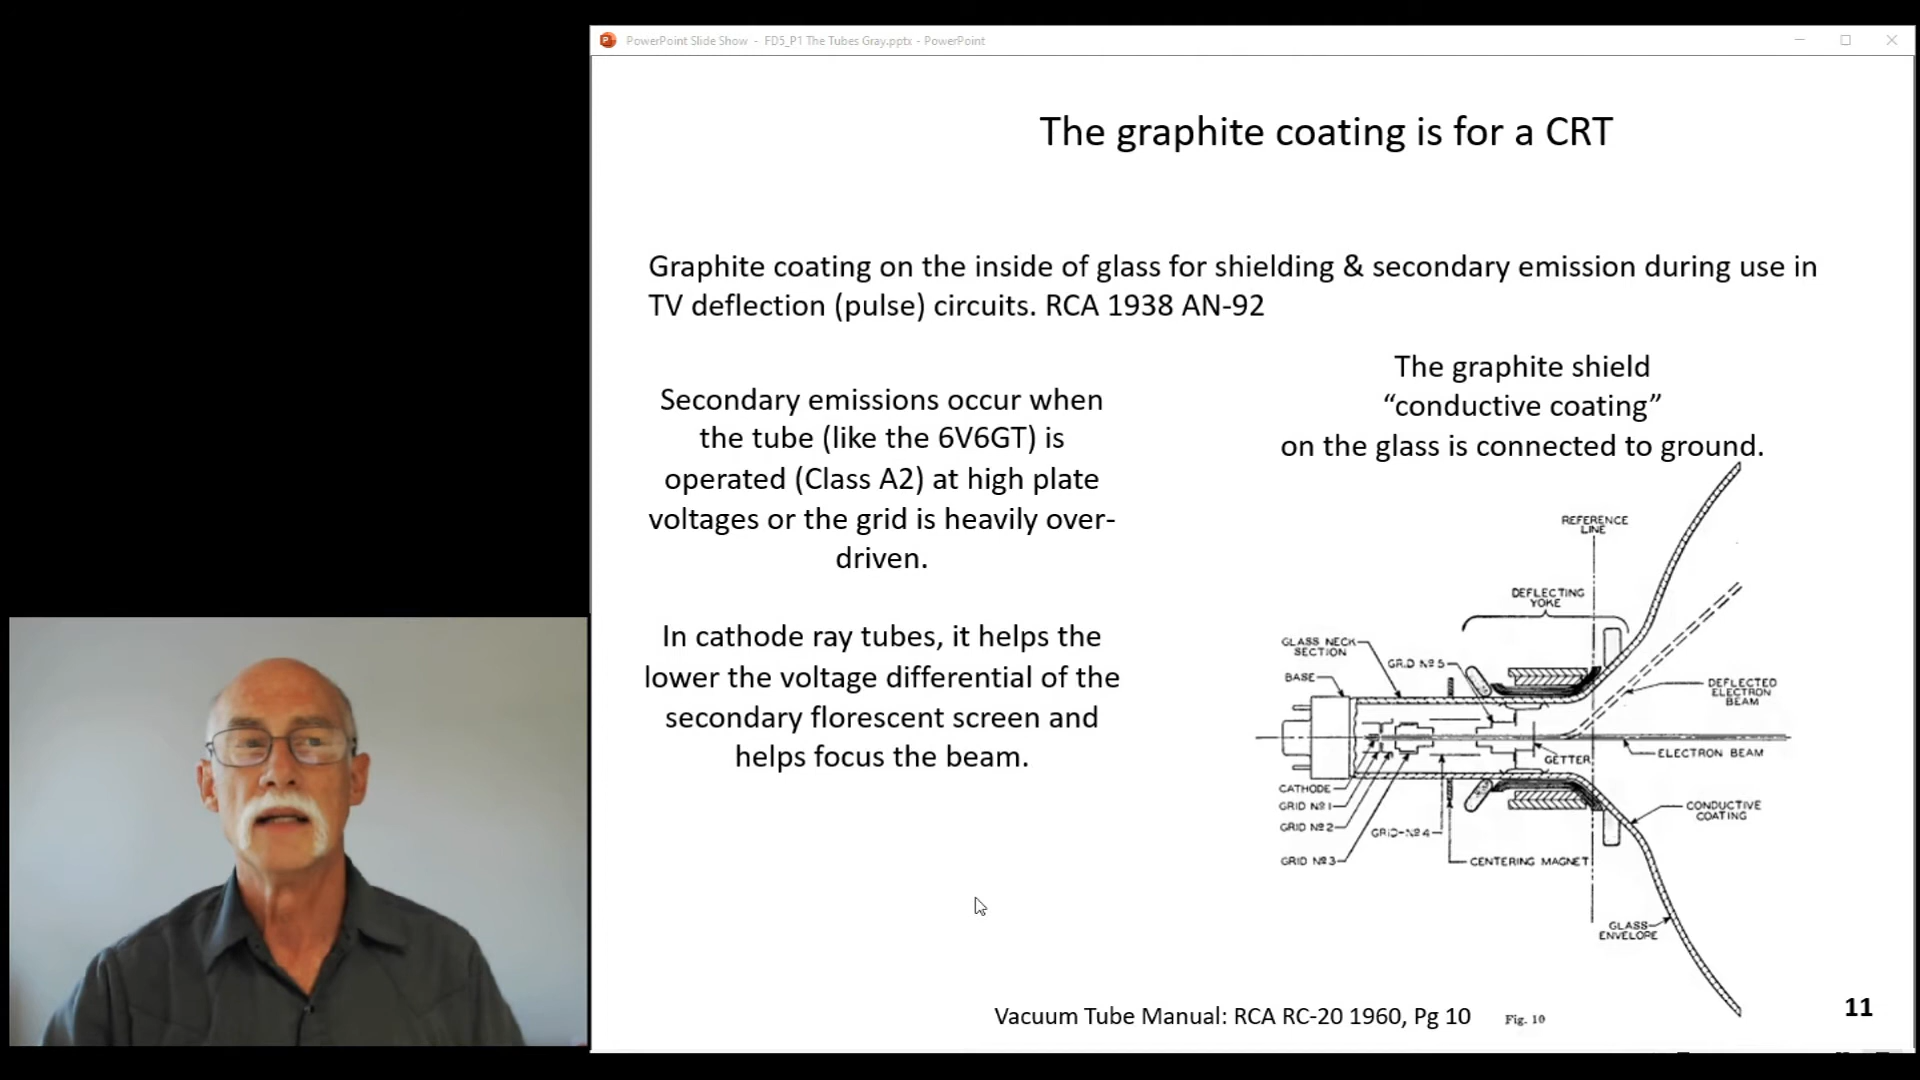 PowerPoint Slide Show - FD5_P1 The Tubes Gray.pptx - PowerPoint
The graphite coating is for a CRT
Graphite coating on the inside of glass for shielding & secondary emission during use in
TV deflection (pulse) circuits. RCA 1938 AN-92
Secondary emissions occur when
the tube (like the 6V6GT) is
operated (Class A2) at high plate
voltages or the grid is heavily over-
driven.
In cathode ray tubes, it helps the
lower the voltage differential of the
secondary florescent screen and
helps focus the beam.
The graphite shield
“conductive coating”
on the glass is connected to ground.
REFERENCE
LINE
DEFLECTING
YOKE
GLASS NECK
SECTION
GRID Nº 5
BASE
DEFLECTED
ELECTRON
BEAM
ELECTRON BEAM
GETTER
CATHODE
GRID Nº 1
GRID Nº 2
GRID-Nº 4
GRID Nº 3
CENTERING MAGNET
CONDUCTIVE
COATING
GLASS
ENVELOPE
Vacuum Tube Manual: RCA RC-20 1960, Pg 10
Fig. 10
11